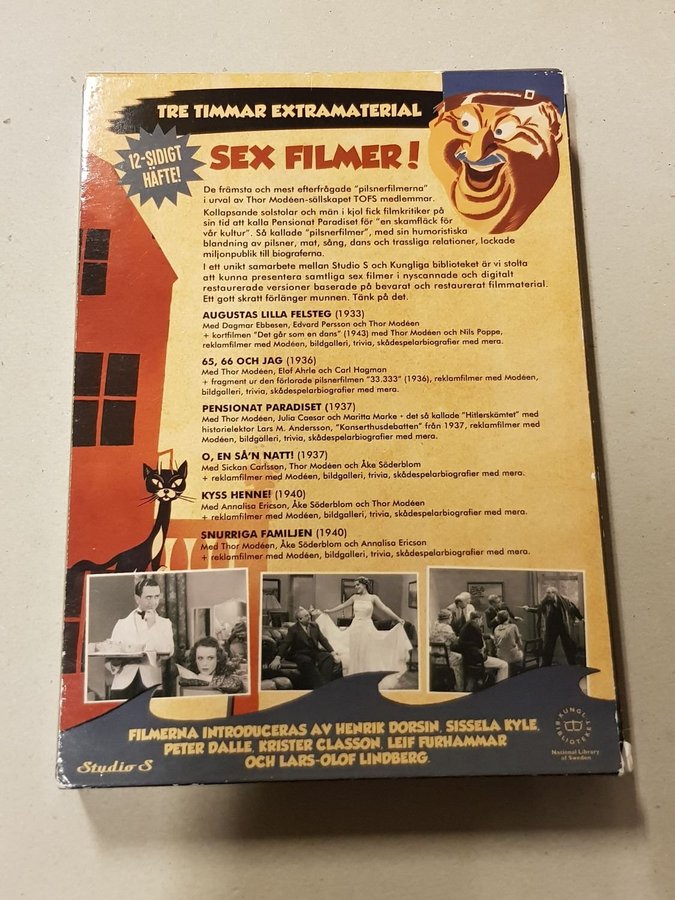 TRE TIMMAR EXTRAMATERIAL
12-SIDIGT
HÄFTE!
SEX FILMER!
De främsta och mest efterfrågade "pilsnerfilmerna"
i urval av Thor Modéen-sällskapet TOFS medlemmar.
Kollapsande solstolar och män i kjol fick filmkritiker på
sin tid att kalla Pensionat Paradiset för "en skamfläck för
vår kultur". Så kallade "pilsnerfilmer", med sin humoristiska
blandning av pilsner, mat, sång, dans och trassliga relationer, lockade
miljonpublik till biograferna.
I ett unikt samarbete mellan Studio S och Kungliga biblioteket är vi stolta
att kunna presentera samtliga sex filmer i nyscannade och digitalt
restaurerade versioner baserade på bevarat och restaurerat filmmaterial.
Ett gott skratt förlänger munnen. Tänk på det.
AUGUSTAS LILLA FELSTEG (1933)
Med Dagmar Ebbesen, Edvard Persson och Thor Modéen
+ kortfilmen "Det går som en dans" (1943) med Thor Modéen och Nils Poppe,
reklamfilmer med Modéen, bildgalleri, trivia, skådespelarbiografier med mera.
65, 66 OCH JAG (1936)
Med Thor Modéen, Elof Ahrle och Carl Hagman
+ fragment ur den förlorade pilsnerfilmen "33.333" (1936), reklamfilmer med Modéen,
bildgalleri, trivia, skådespelarbiografier med mera.
PENSIONAT PARADISET (1937)
Med Thor Modéen, Julia Caesar och Maritta Marke + det så kallade "Hitlerskämtet" med
historielektor Lars M. Andersson, "Konserthusdebatten" från 1937, reklamfilmer med
Modéen, bildgalleri, trivia, skådespelarbiografier med mera.
O, EN SÅ'N NATT! (1937)
Med Sickan Carlsson, Thor Modéen och Åke Söderblom
+ reklamfilmer med Modéen, bildgalleri, trivia, skådespelarbiografier med mera.
KYSS HENNE! (1940)
Med Annalisa Ericson, Åke Söderblom och Thor Modéen
+ reklamfilmer med Modéen, bildgalleri, trivia, skådespelarbiografier med mera.
SNURRIGA FAMILJEN (1940)
Med Thor Modéen, Åke Söderblom och Annalisa Ericson
+ reklamfilmer med Modéen, bildgalleri, trivia, skådespelarbiografier med mera.
FILMERNA INTRODUCERAS AV HENRIK DORSIN, SISSELA KYLE,
PETER DALLE, KRISTER CLASSON, LEIF FURHAMMAR
OCH LARS-OLOF LINDBERG.
Studio S
KUNGL.
BIBLIOTEKET
National Library
of Sweden